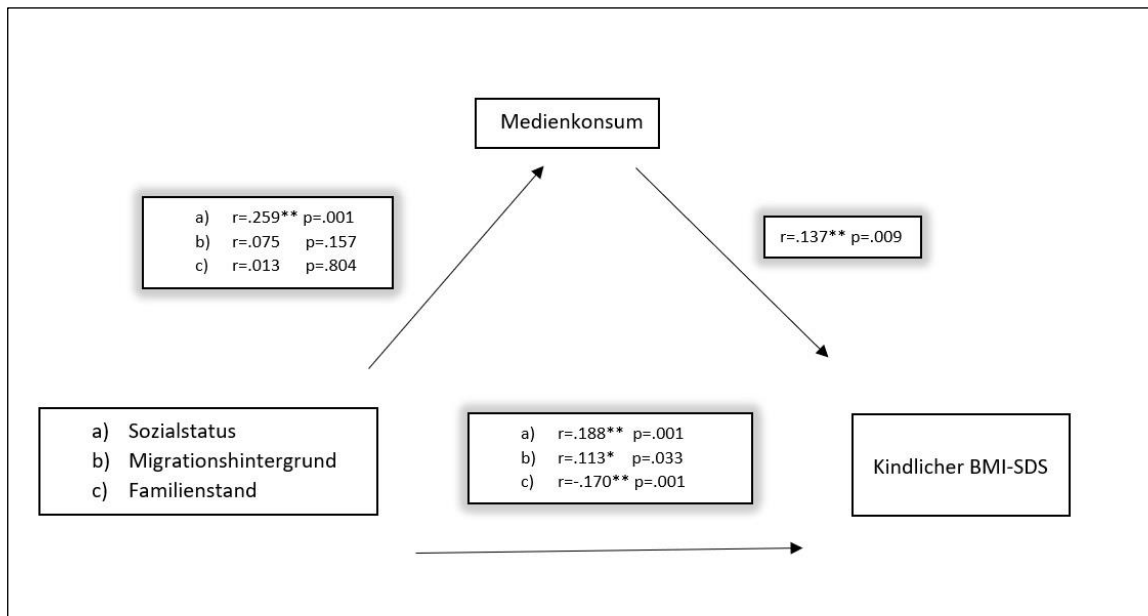 Medienkonsum
a) r=.259** p=.001
b) r=.075 p=.157
c) r=.013 p=.804
r=.137** p=.009
a) Sozialstatus
b) Migrationshintergrund
c) Familienstand
a) r=.188** p=.001
b) r=.113* p=.033
c) r=-.170** p=.001
Kindlicher BMI-SDS